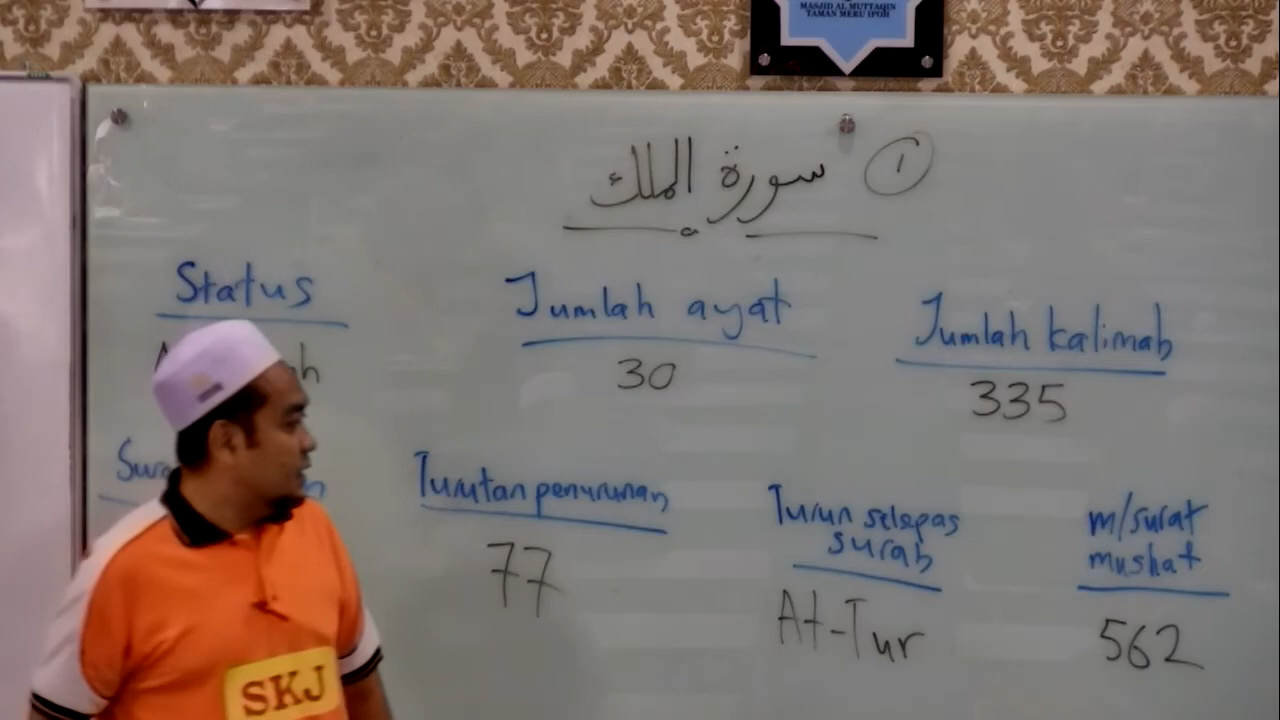 MASJID AL MUTTAQIN
TAMAN MERU IPOH
سورة الملك ١
Status
Jumlah ayat
30
Jumlah kalimah
335
Turutan penurunan
77
Turun selepas
surah
At-Tur
m/surat
mushaf
562
SKJ